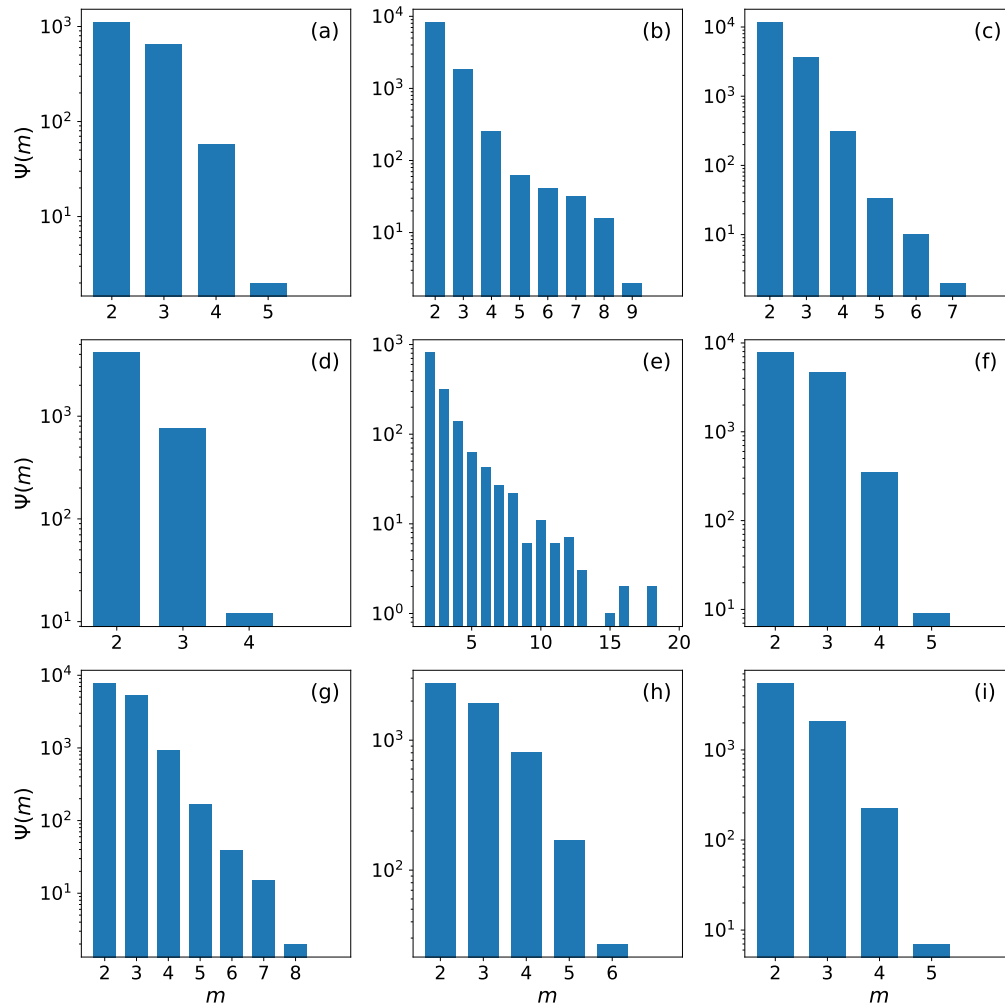 (a)
Ψ(m)
10³
10²
10¹
2 3 4 5
(b)
10⁴
10³
10²
10¹
2 3 4 5 6 7 8 9
(c)
10⁴
10³
10²
10¹
2 3 4 5 6 7
(d)
Ψ(m)
10³
10²
10¹
2 3 4
(e)
10³
10²
10¹
10⁰
5 10 15 20
(f)
10⁴
10³
10²
10¹
2 3 4 5
(g)
Ψ(m)
10⁴
10³
10²
10¹
2 3 4 5 6 7 8
m
(h)
10³
10²
2 3 4 5 6
m
(i)
10³
10²
10¹
2 3 4 5
m